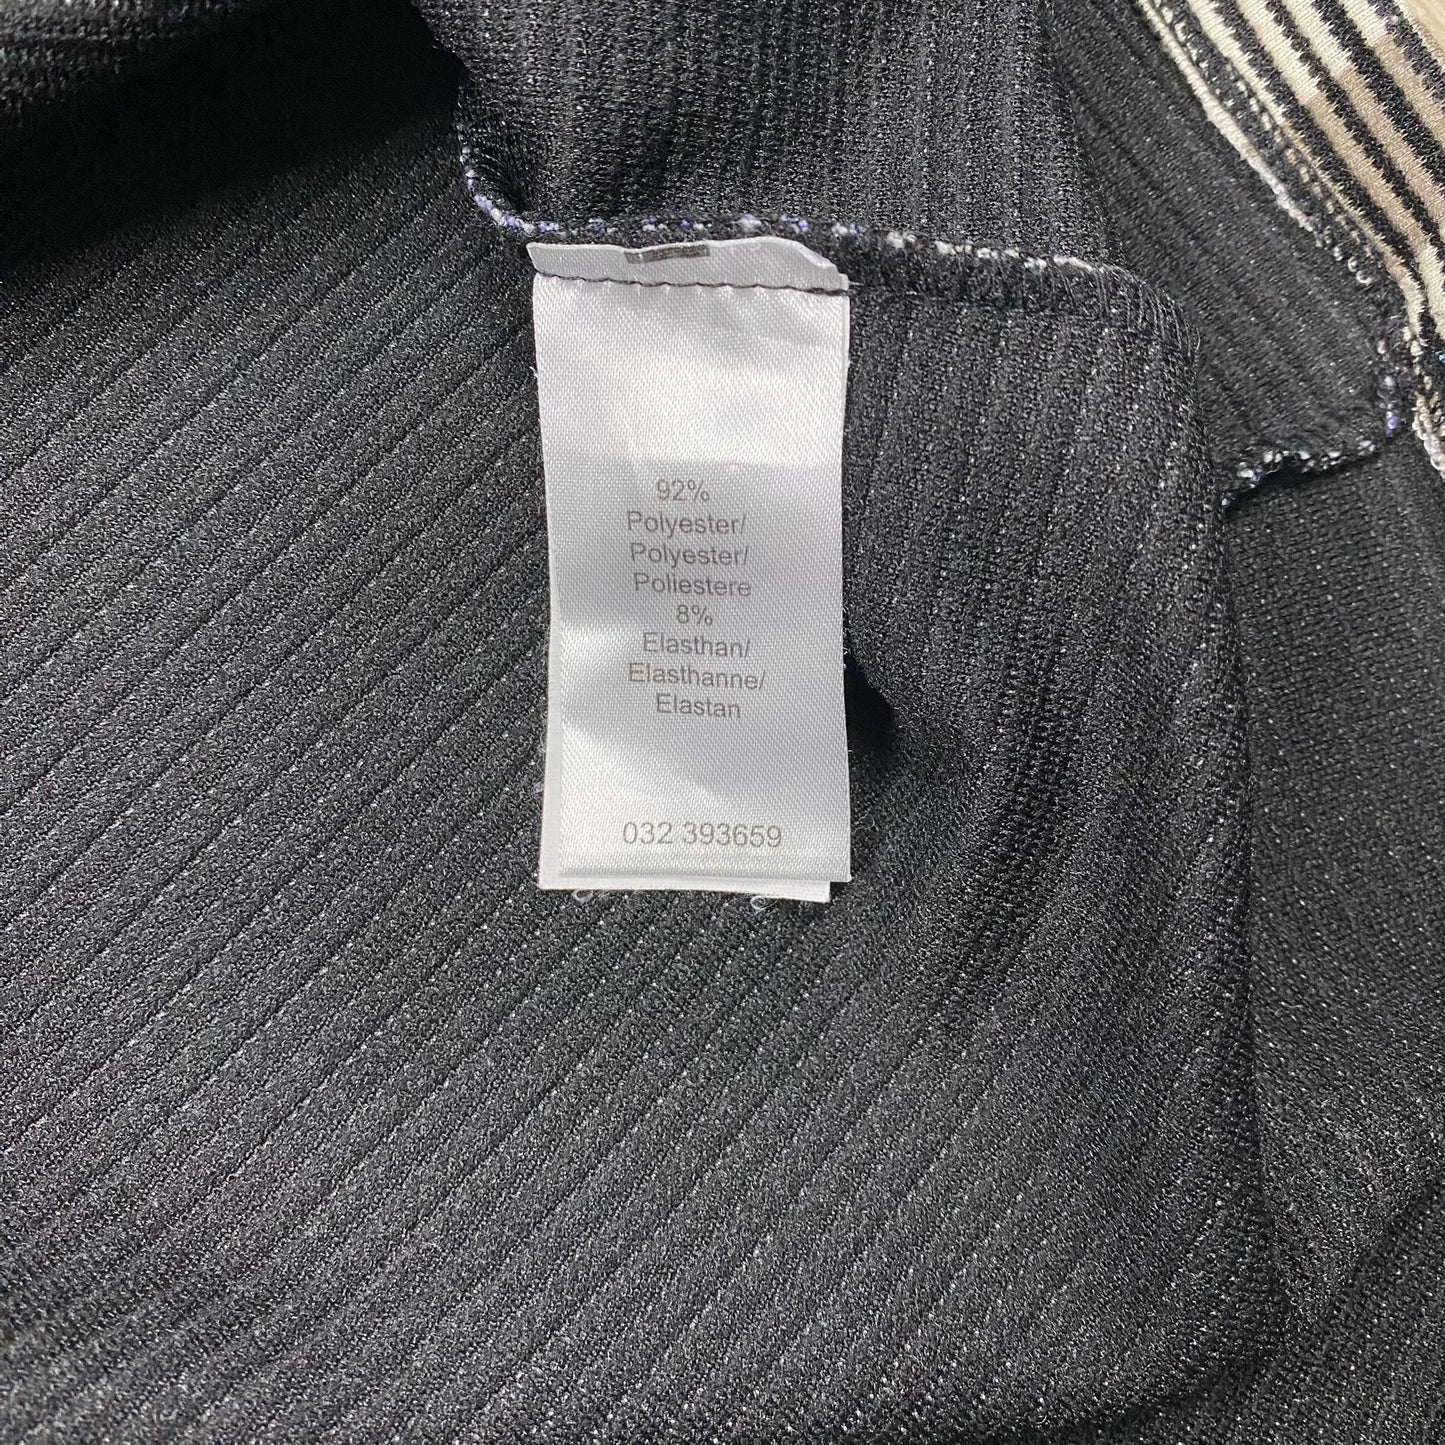 92%
Polyester/
Polyester/
Poliestere
8%
Elasthan/
Elasthanne/
Elastan
032 393659